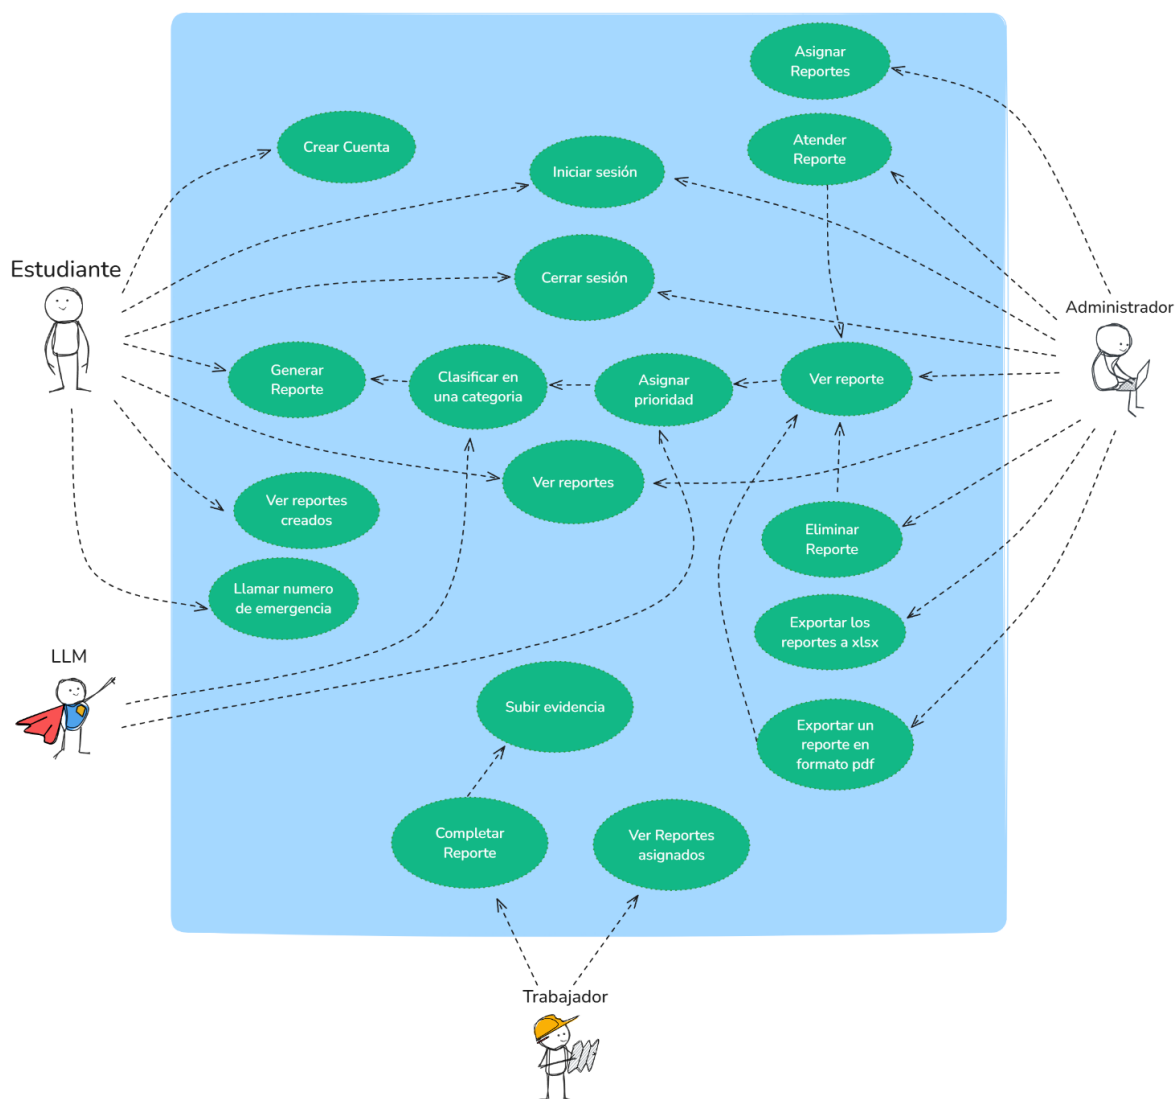 Asignar
Reportes
Crear Cuenta
Atender
Reporte
Iniciar sesión
Estudiante
Cerrar sesión
Administrador
Generar
Reporte
Clasificar en
una categoria
Asignar
prioridad
Ver reporte
Ver reportes
Ver reportes
creados
Eliminar
Reporte
Llamar numero
de emergencia
Exportar los
reportes a xlsx
LLM
Subir evidencia
Exportar un
reporte en
formato pdf
Completar
Reporte
Ver Reportes
asignados
Trabajador